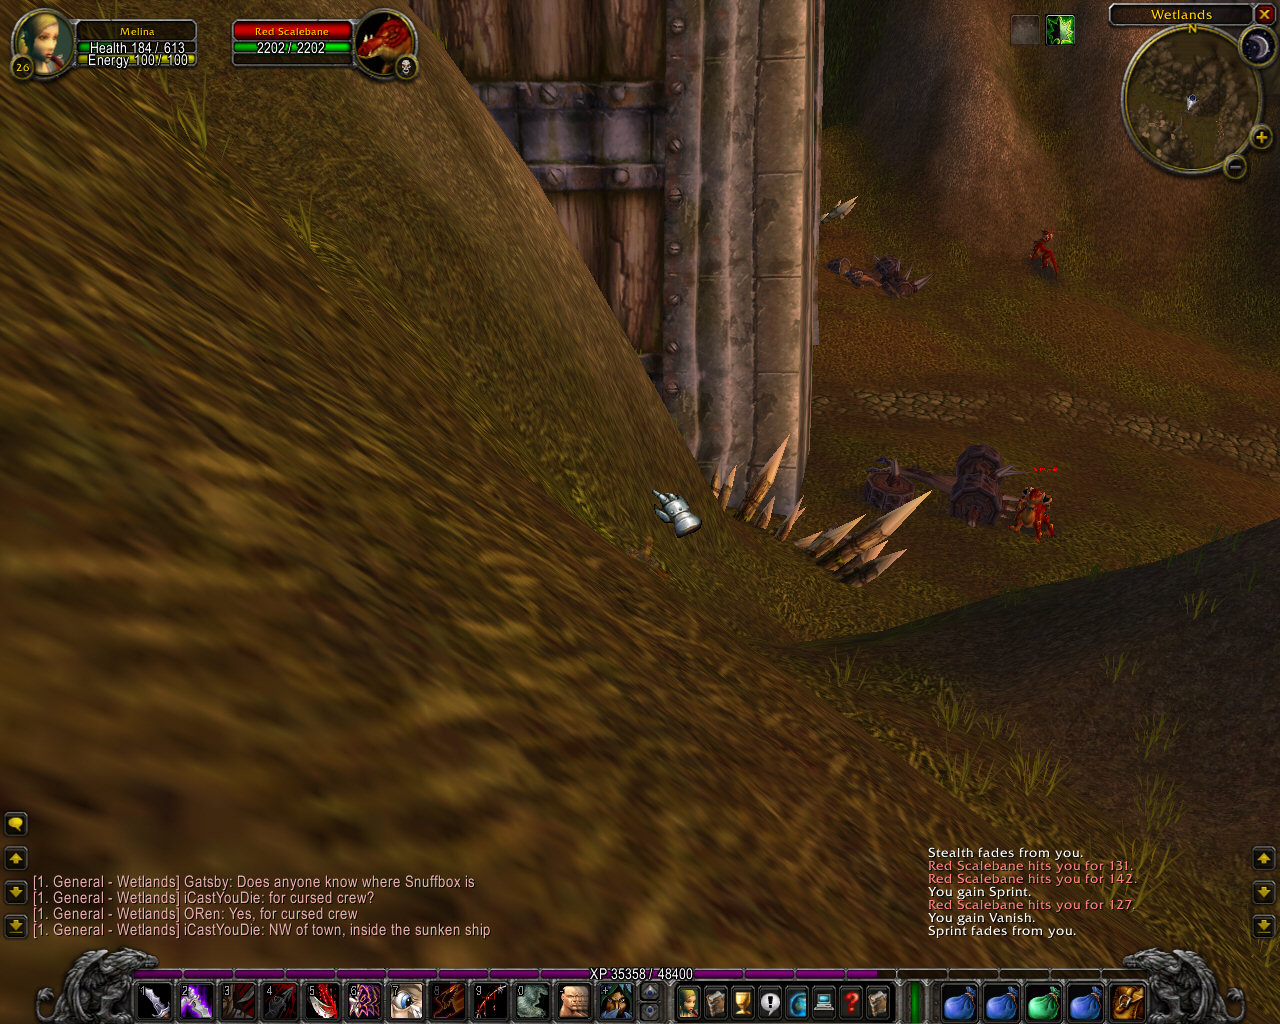 Melina
Health 184 / 613
Energy 100 / 100
26
Red Scalebane
2202 / 2202
Wetlands
N
[1. General - Wetlands] Gatsby: Does anyone know where Snuffbox is
[1. General - Wetlands] iCastYouDie: for cursed crew?
[1. General - Wetlands] ORen: Yes, for cursed crew
[1. General - Wetlands] iCastYouDie: NW of town, inside the sunken ship
Stealth fades from you.
Red Scalebane hits you for 131.
Red Scalebane hits you for 142.
You gain Sprint.
Red Scalebane hits you for 127.
You gain Vanish.
Sprint fades from you.
XP 35358 / 48400
1 2 3 4 5 6 7 8 9 0 - +